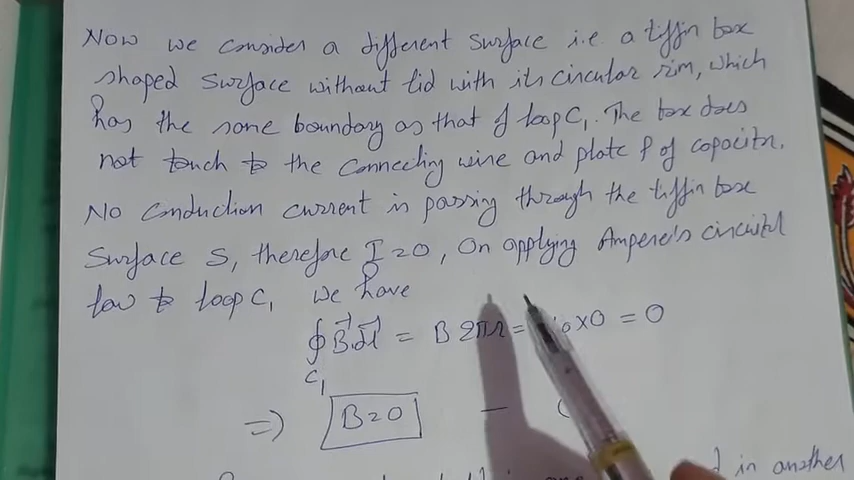 Now we consider a different surface i.e. a tiffin box
shaped surface without lid with its circular rim, which
has the same boundary as that of loop C₁. The box does
not touch to the connecting wine and plate P of capacitor.
No conduction current is passing through the tiffin box
Surface S, therefore I = 0, On applying Ampere's circuital
law to loop C₁ we have
∮ B⃗.dl⃗ = B 2πr = ₀ × 0 = 0
C₁
=> B = 0 —
in another